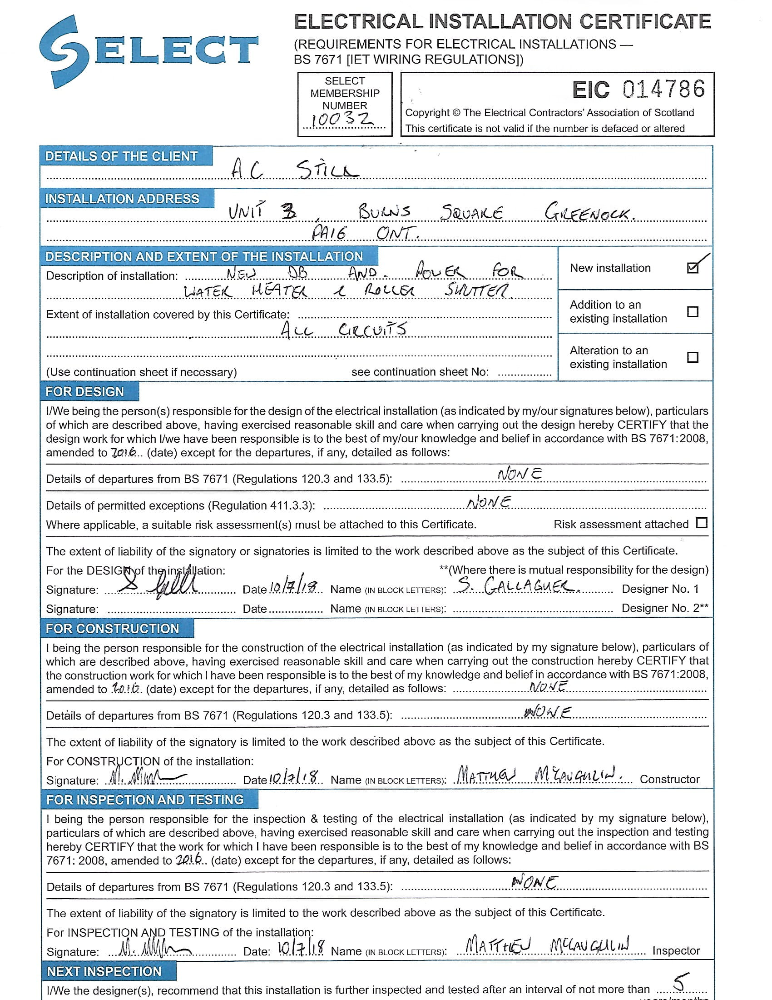 SELECT
ELECTRICAL INSTALLATION CERTIFICATE
(REQUIREMENTS FOR ELECTRICAL INSTALLATIONS —
BS 7671 [IET WIRING REGULATIONS])
SELECT
MEMBERSHIP
NUMBER
10032
EIC 014786
Copyright © The Electrical Contractors' Association of Scotland
This certificate is not valid if the number is defaced or altered
DETAILS OF THE CLIENT
A C
INSTALLATION ADDRESS
UNIT 3, BURNS SQUARE GREENOCK.
PA16 ONT.
DESCRIPTION AND EXTENT OF THE INSTALLATION
Description of installation: NEW DB AND POWER FOR
WATER HEATER & ROLLER SHUTTER.
Extent of installation covered by this Certificate:
ALL CIRCUITS
(Use continuation sheet if necessary) see continuation sheet No:
New installation ☑
Addition to an
existing installation ☐
Alteration to an
existing installation ☐
FOR DESIGN
I/We being the person(s) responsible for the design of the electrical installation (as indicated by my/our signatures below), particulars
of which are described above, having exercised reasonable skill and care when carrying out the design hereby CERTIFY that the
design work for which I/we have been responsible is to the best of my/our knowledge and belief in accordance with BS 7671:2008,
amended to 2016 (date) except for the departures, if any, detailed as follows:
Details of departures from BS 7671 (Regulations 120.3 and 133.5): NONE
Details of permitted exceptions (Regulation 411.3.3): NONE
Where applicable, a suitable risk assessment(s) must be attached to this Certificate. Risk assessment attached ☐
The extent of liability of the signatory or signatories is limited to the work described above as the subject of this Certificate.
For the DESIGN of the installation: **(Where there is mutual responsibility for the design)
Signature: Date 10/7/18 Name (IN BLOCK LETTERS): S. GALLAGHER. Designer No. 1
Signature: Date Name (IN BLOCK LETTERS): Designer No. 2**
FOR CONSTRUCTION
I being the person responsible for the construction of the electrical installation (as indicated by my signature below), particulars of
which are described above, having exercised reasonable skill and care when carrying out the construction hereby CERTIFY that
the construction work for which I have been responsible is to the best of my knowledge and belief in accordance with BS 7671:2008,
amended to 2016. (date) except for the departures, if any, detailed as follows: NONE
Details of departures from BS 7671 (Regulations 120.3 and 133.5): NONE
The extent of liability of the signatory is limited to the work described above as the subject of this Certificate.
For CONSTRUCTION of the installation:
Signature: Date 10/7/18 Name (IN BLOCK LETTERS): MATTHEW MCLAUGHLIN. Constructor
FOR INSPECTION AND TESTING
I being the person responsible for the inspection & testing of the electrical installation (as indicated by my signature below),
particulars of which are described above, having exercised reasonable skill and care when carrying out the inspection and testing
hereby CERTIFY that the work for which I have been responsible is to the best of my knowledge and belief in accordance with BS
7671: 2008, amended to 2016 (date) except for the departures, if any, detailed as follows:
Details of departures from BS 7671 (Regulations 120.3 and 133.5): NONE
The extent of liability of the signatory is limited to the work described above as the subject of this Certificate.
For INSPECTION AND TESTING of the installation:
Signature: Date: 10/7/18 Name (IN BLOCK LETTERS): MATTHEW MCLAUGHLIN Inspector
NEXT INSPECTION
I/We the designer(s), recommend that this installation is further inspected and tested after an interval of not more than 5